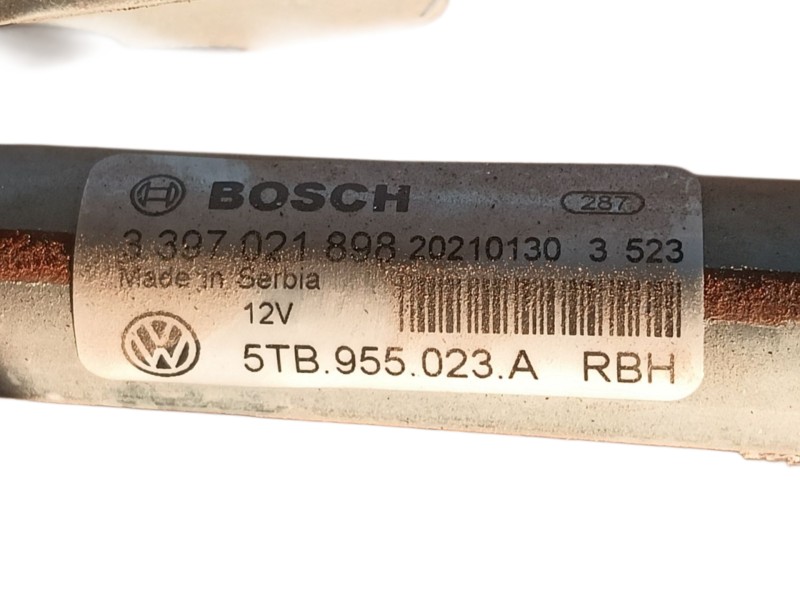 BOSCH 287
3 397 021 898 20210130 3 523
Made in Serbia
12V
5TB.955.023.A RBH